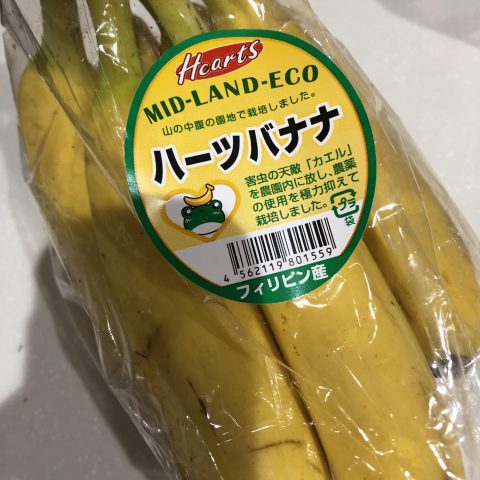 Hearts
MID-LAND-ECO
山の中腹の園地で栽培しました。
ハーツバナナ
害虫の天敵「カエル」
を農園内に放し、農薬
の使用を極力抑えて
栽培しました。
プラ
袋
4 562119 801559
フィリピン産